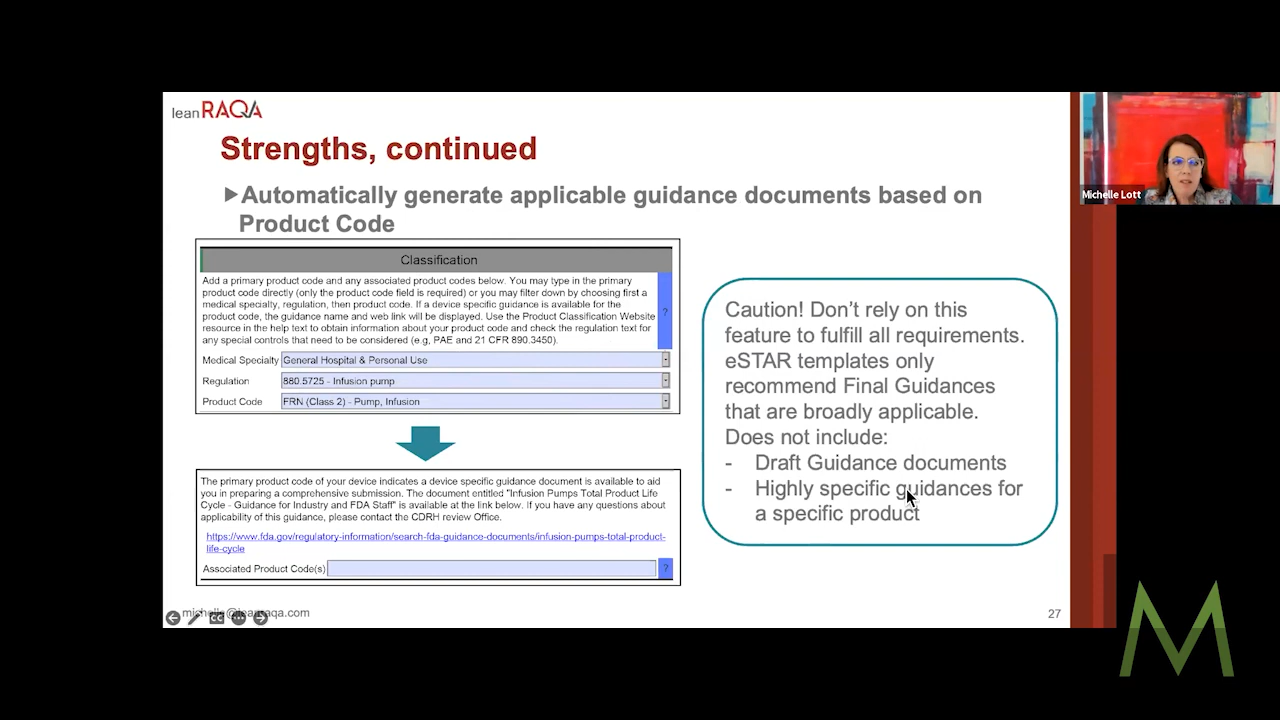 lean RAQA
Strengths, continued
Automatically generate applicable guidance documents based on
Product Code
Classification
Add a primary product code and any associated product codes below. You may type in the primary
product code directly (only the product code field is required) or you may filter down by choosing first a
medical specialty, regulation, then product code. If a device specific guidance is available for the
product code, the guidance name and web link will be displayed. Use the Product Classification Website
resource in the help text to obtain information about your product code and check the regulation text for
any special controls that need to be considered (e.g, PAE and 21 CFR 890.3450).
?
Medical Specialty General Hospital & Personal Use
Regulation 880.5725 - Infusion pump
Product Code FRN (Class 2) - Pump, Infusion
The primary product code of your device indicates a device specific guidance document is available to aid
you in preparing a comprehensive submission. The document entitled "Infusion Pumps Total Product Life
Cycle - Guidance for Industry and FDA Staff" is available at the link below. If you have any questions about
applicability of this guidance, please contact the CDRH review Office.
https://www.fda.gov/regulatory-information/search-fda-guidance-documents/infusion-pumps-total-product-
life-cycle
Associated Product Code(s) ?
Caution! Don't rely on this
feature to fulfill all requirements.
eSTAR templates only
recommend Final Guidances
that are broadly applicable.
Does not include:
- Draft Guidance documents
- Highly specific guidances for
a specific product
michelle@leanraqa.com
CC
27
Michelle Lott
M